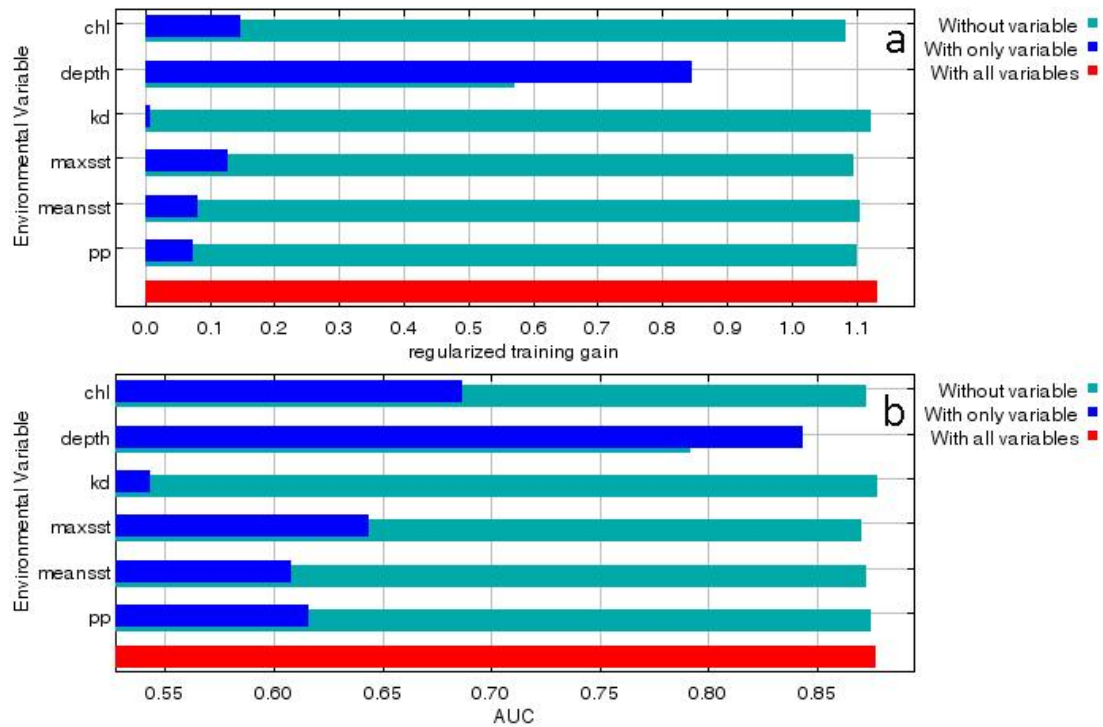 a
Environmental Variable
chl
depth
kd
maxsst
meansst
pp
Without variable
With only variable
With all variables
0.0 0.1 0.2 0.3 0.4 0.5 0.6 0.7 0.8 0.9 1.0 1.1
regularized training gain
b
Environmental Variable
chl
depth
kd
maxsst
meansst
pp
Without variable
With only variable
With all variables
0.55 0.60 0.65 0.70 0.75 0.80 0.85
AUC